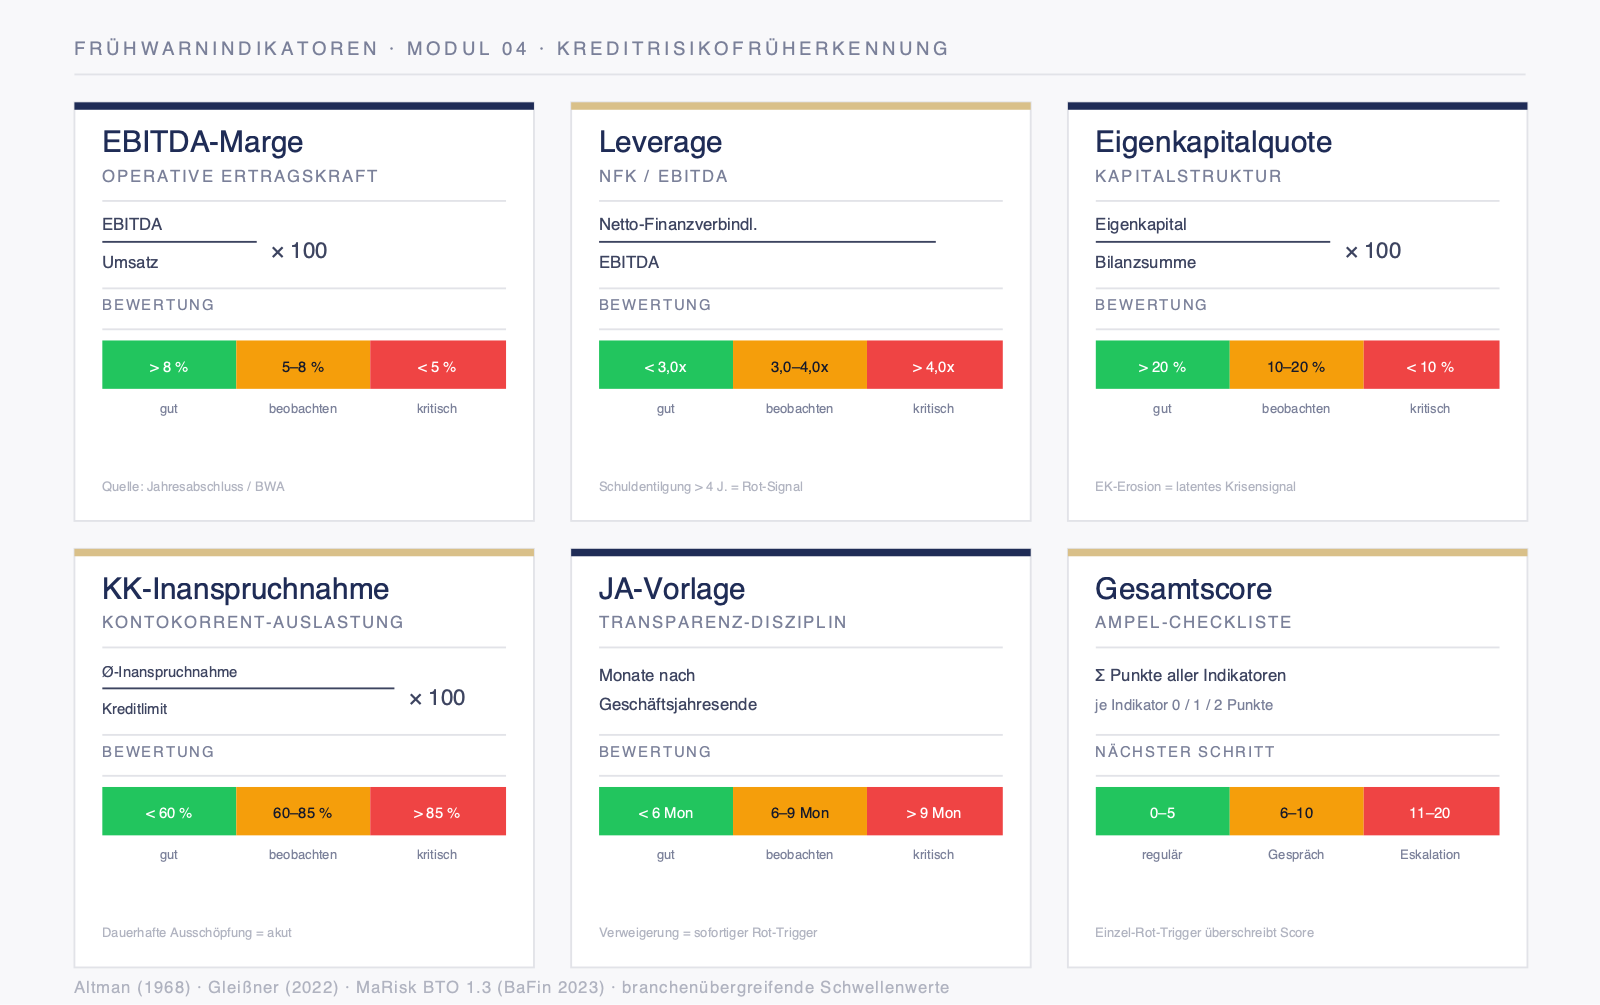 FRÜHWARNINDIKATOREN · MODUL 04 · KREDITRISIKOFRÜHERKENNUNG
EBITDA-Marge
OPERATIVE ERTRAGSKRAFT
EBITDA
Umsatz
× 100
BEWERTUNG
> 8 %
5–8 %
< 5 %
gut
beobachten
kritisch
Quelle: Jahresabschluss / BWA
Leverage
NFK / EBITDA
Netto-Finanzverbindl.
EBITDA
BEWERTUNG
< 3,0x
3,0–4,0x
> 4,0x
gut
beobachten
kritisch
Schuldentilgung > 4 J. = Rot-Signal
Eigenkapitalquote
KAPITALSTRUKTUR
Eigenkapital
Bilanzsumme
× 100
BEWERTUNG
> 20 %
10–20 %
< 10 %
gut
beobachten
kritisch
EK-Erosion = latentes Krisensignal
KK-Inanspruchnahme
KONTOKORRENT-AUSLASTUNG
Ø-Inanspruchnahme
Kreditlimit
× 100
BEWERTUNG
< 60 %
60–85 %
> 85 %
gut
beobachten
kritisch
Dauerhafte Ausschöpfung = akut
JA-Vorlage
TRANSPARENZ-DISZIPLIN
Monate nach
Geschäftsjahresende
BEWERTUNG
< 6 Mon
6–9 Mon
> 9 Mon
gut
beobachten
kritisch
Verweigerung = sofortiger Rot-Trigger
Gesamtscore
AMPEL-CHECKLISTE
Σ Punkte aller Indikatoren
je Indikator 0 / 1 / 2 Punkte
NÄCHSTER SCHRITT
0–5
6–10
11–20
regulär
Gespräch
Eskalation
Einzel-Rot-Trigger überschreibt Score
Altman (1968) · Gleißner (2022) · MaRisk BTO 1.3 (BaFin 2023) · branchenübergreifende Schwellenwerte